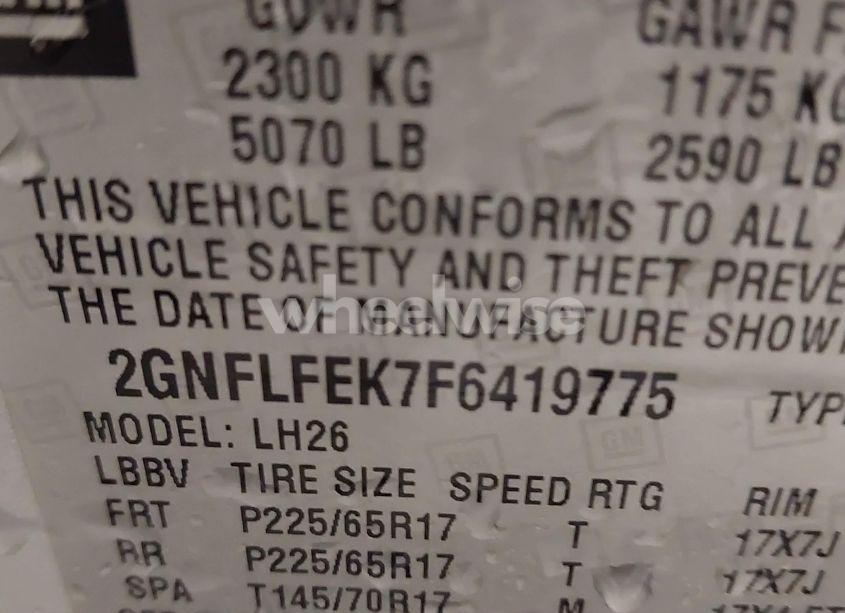 GVWR GAWR F
2300 KG 1175 KG
5070 LB 2590 LB
THIS VEHICLE CONFORMS TO ALL A
VEHICLE SAFETY AND THEFT PREVE
THE DATE OF MANUFACTURE SHOW
wheelwise
2GNFLFEK7F6419775 TYP
MODEL: LH26
LBBV TIRE SIZE SPEED RTG RIM
FRT P225/65R17 T 17X7J
RR P225/65R17 T 17X7J
SPA T145/70R17 M
GM